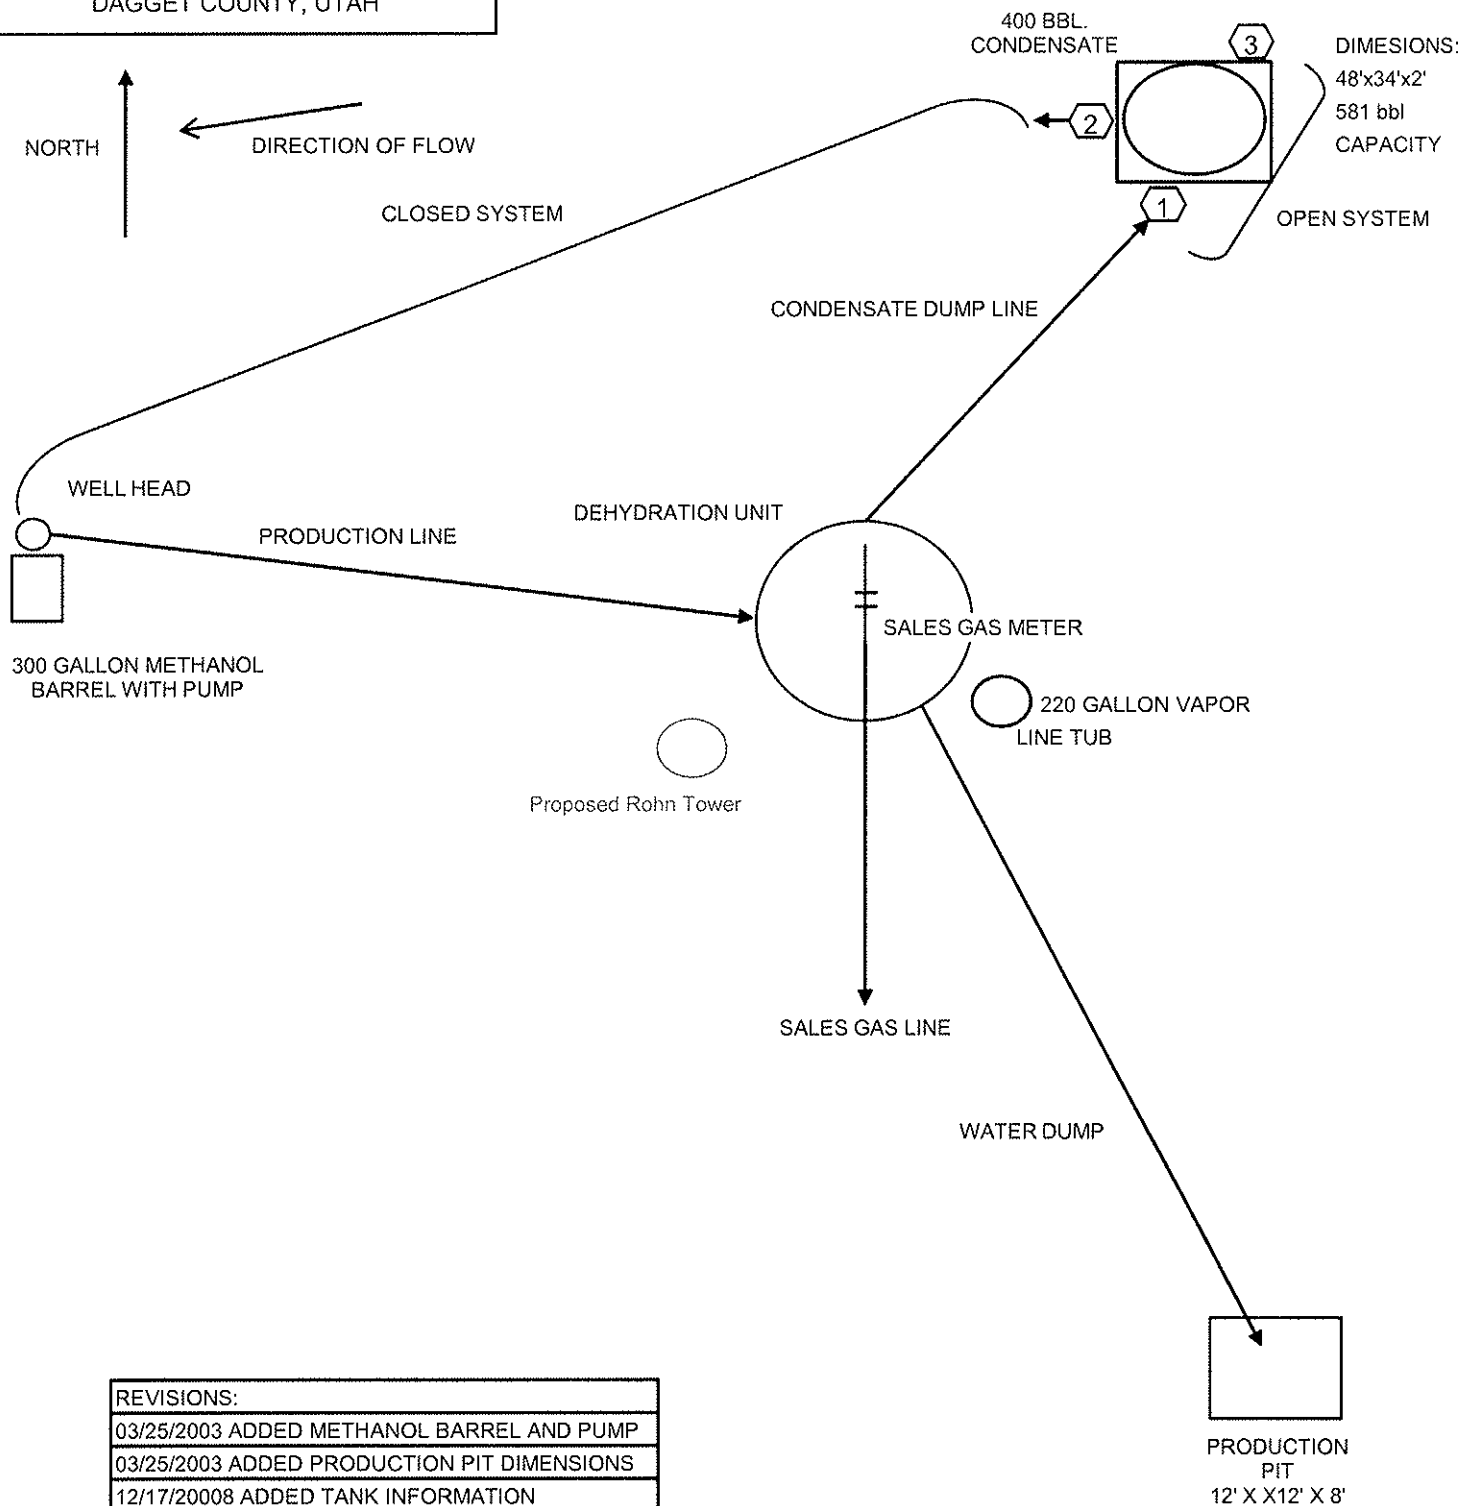 DAGGET COUNTY, UTAH
400 BBL.
CONDENSATE
3
DIMESIONS:
48'x34'x2'
581 bbl
CAPACITY
2
1
OPEN SYSTEM
NORTH
DIRECTION OF FLOW
CLOSED SYSTEM
CONDENSATE DUMP LINE
WELL HEAD
PRODUCTION LINE
DEHYDRATION UNIT
SALES GAS METER
300 GALLON METHANOL
BARREL WITH PUMP
220 GALLON VAPOR
LINE TUB
Proposed Rohn Tower
SALES GAS LINE
WATER DUMP
REVISIONS:
03/25/2003 ADDED METHANOL BARREL AND PUMP
03/25/2003 ADDED PRODUCTION PIT DIMENSIONS
12/17/20008 ADDED TANK INFORMATION
PRODUCTION
PIT
12' X X12' X 8'